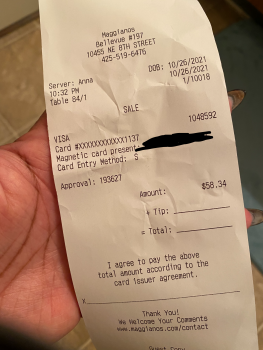 Maggianos
Bellevue #197
10455 NE 8TH STREET
425-519-6476
Server: Anna
DOB: 10/26/2021
10:32 PM
10/26/2021
Table 84/1
1/10018
SALE
VISA
1048592
Card #XXXXXXXXXXXX1137
Magnetic card present
Card Entry Method: S
Approval: 193627
Amount: $58.34
+ Tip:
= Total:
I agree to pay the above
total amount according to the
card issuer agreement.
X
Thank You!
We Welcome Your Comments
www.maggianos.com/contact
Guest Copy